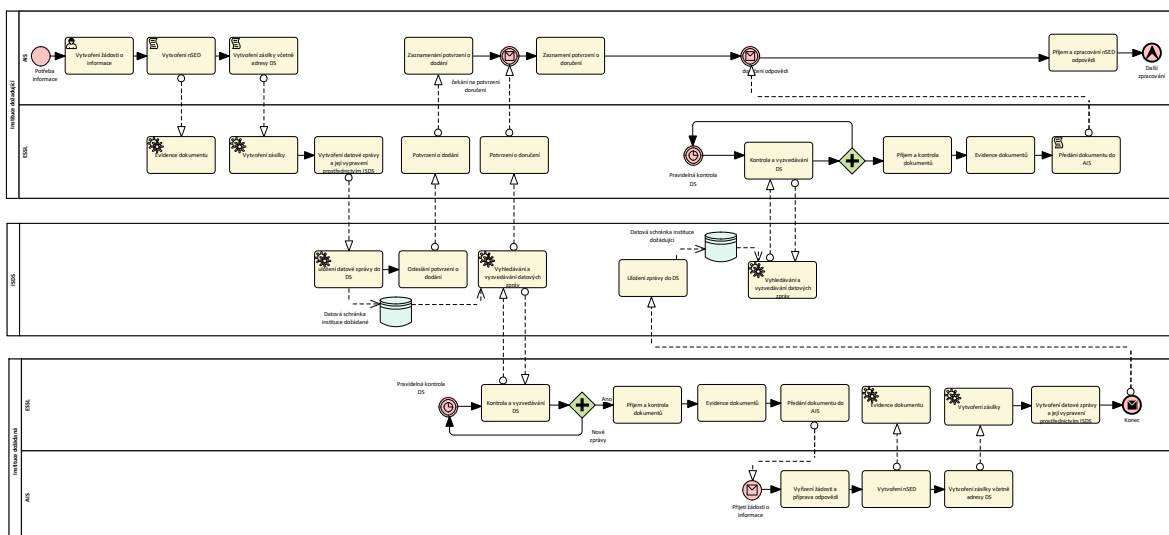 Instituce dožadující
AIS
Potřeba
informace
Vytvoření žádosti o
informace
Vytvoření nSED
Vytvoření zásilky včetně
adresy DS
Zaznamenání potvrzení o
dodání
čekání na potvrzení
doručení
Zaznamení potvrzení o
doručení
doručení odpovědi
Příjem a zpracování nSED
odpovědi
Další
zpracování
ESSL
Evidence dokumentu
Vytvoření zásilky
Vytvoření datové zprávy
a její vypravení
prostřednictvím ISDS
Potvrzení o dodání
Potvrzení o doručení
Pravidelná kontrola
DS
Kontrola a vyzvedávání
DS
Příjem a kontrola
dokumentů
Evidence dokumentů
Předání dokumentu do
AIS
ISDS
uložení datové zprávy do
DS
Odeslání potvrzení o
dodání
Vyhledávání a
vyzvedávání datových
zpráv
Datová schránka
instituce dožádané
Datová schránka instituce
dožadující
Uložení zprávy do DS
Vyhledávání a
vyzvedávání datových
zpráv
Instituce dožádaná
ESSL
Pravidelná kontrola
DS
Kontrola a vyzvedávání
DS
Ano
Nové
zprávy
Příjem a kontrola
dokumentů
Evidence dokumentů
Předání dokumentu do
AIS
Evidence dokumentu
Vytvoření zásilky
Vytvoření datové zprávy
a její vypravení
prostřednictvím ISDS
Konec
AIS
Přijetí žádosti o
informace
Vyřízení žádosti a
příprava odpovědi
Vytvoření nSED
Vytvoření zásilky včetně
adresy DS